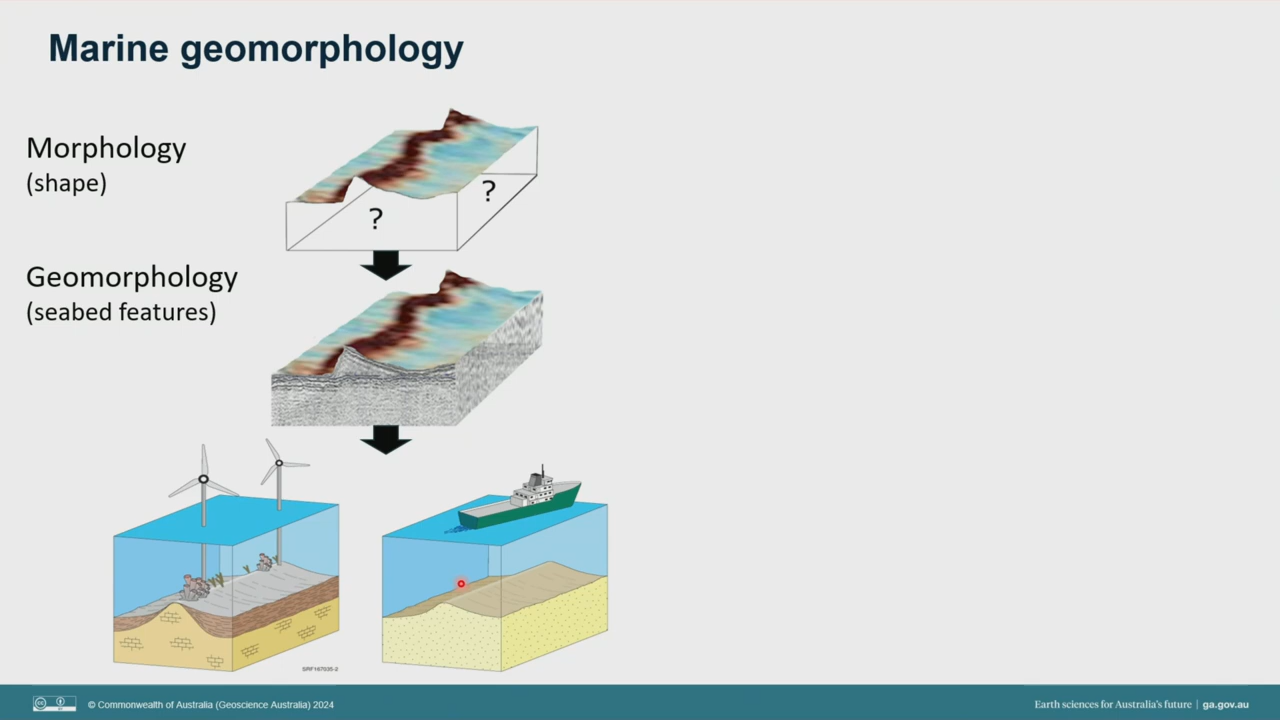 Marine geomorphology
Morphology
(shape)
?
?
Geomorphology
(seabed features)
SRF167035-2
© Commonwealth of Australia (Geoscience Australia) 2024
Earth sciences for Australia's future | ga.gov.au